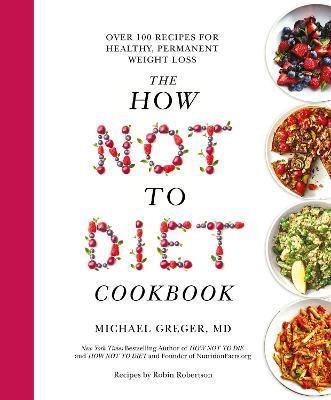 OVER 100 RECIPES FOR
HEALTHY, PERMANENT
WEIGHT LOSS
THE
HOW
NOT
TO
DIET
COOKBOOK
MICHAEL GREGER, MD
New York Times Bestselling Author of HOW NOT TO DIE
and HOW NOT TO DIET and Founder of NutritionFacts.org
Recipes by Robin Robertson